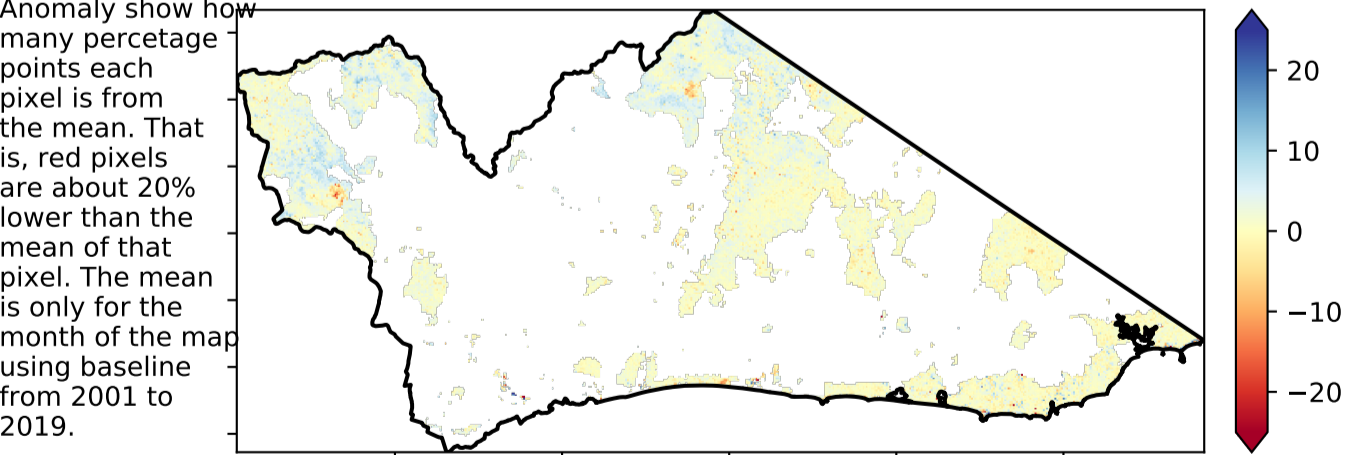 Anomaly show how
many percetage
points each
pixel is from
the mean. That
is, red pixels
are about 20%
lower than the
mean of that
pixel. The mean
is only for the
month of the map
using baseline
from 2001 to
2019.
20
10
0
−10
−20